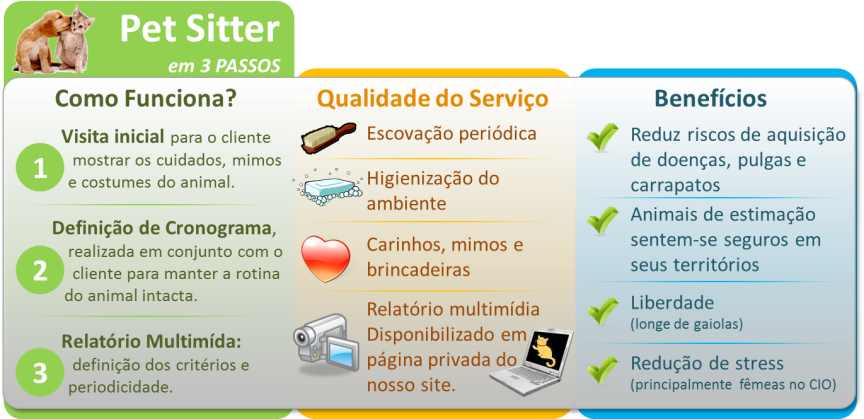 Pet Sitter
em 3 PASSOS
Como Funciona?
1
Visita inicial para o cliente
mostrar os cuidados, mimos
e costumes do animal.
2
Definição de Cronograma,
realizada em conjunto com o
cliente para manter a rotina
do animal intacta.
3
Relatório Multimída:
definição dos critérios e
periodicidade.
Qualidade do Serviço
Escovação periódica
Higienização do
ambiente
Carinhos, mimos e
brincadeiras
Relatório multimídia
Disponibilizado em
página privada do
nosso site.
Benefícios
Reduz riscos de aquisição
de doenças, pulgas e
carrapatos
Animais de estimação
sentem-se seguros em
seus territórios
Liberdade
(longe de gaiolas)
Redução de stress
(principalmente fêmeas no CIO)